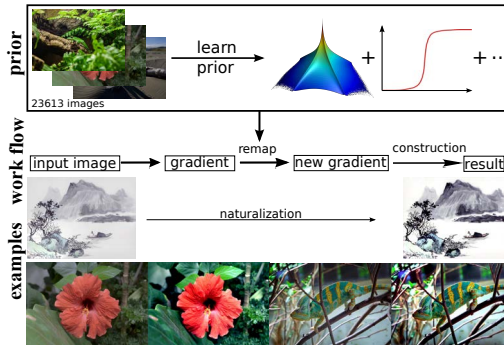 prior
learn
prior
+
+ ··
23613 images
work flow
remap
construction
input image
gradient
new gradient
result
naturalization
examples